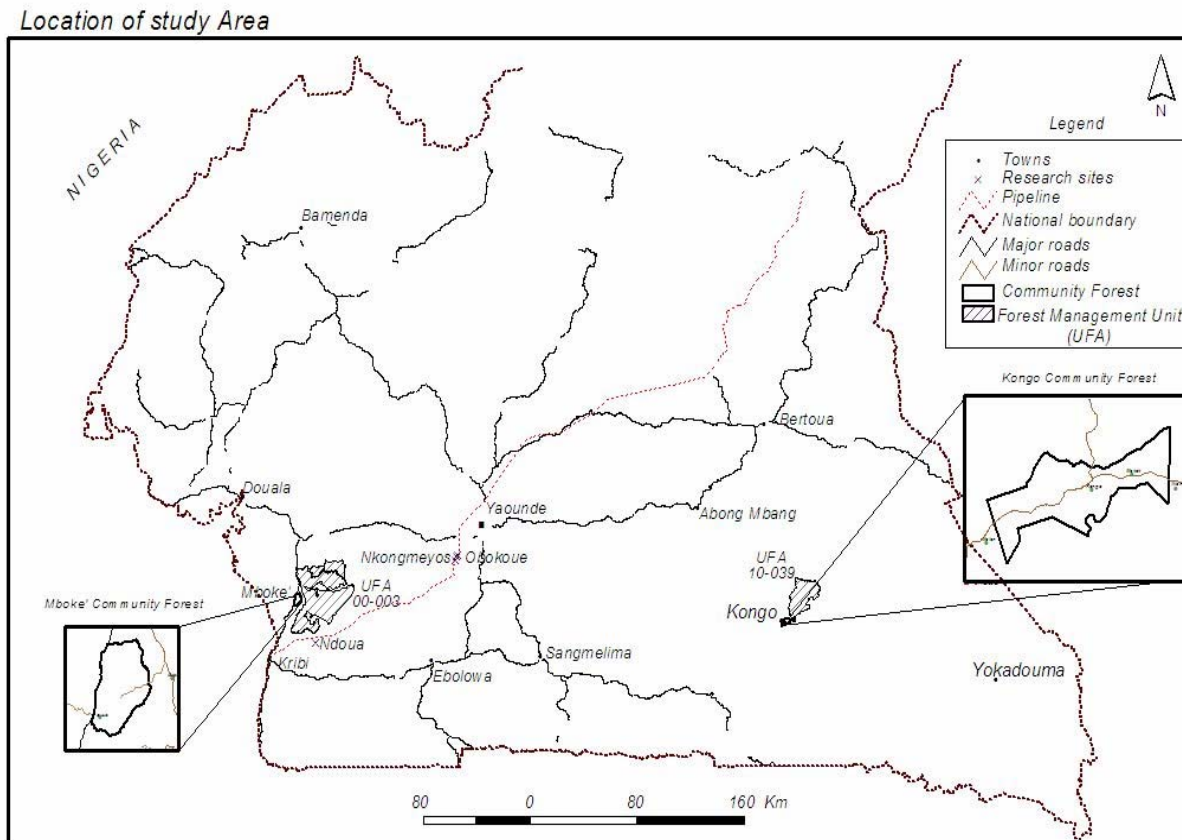 Location of study Area
N
NIGERIA
Legend
Towns
Research sites
Pipeline
National boundary
Major roads
Minor roads
Community Forest
Forest Management Unit
(UFA)
Bamenda
Kongo Community Forest
Bertoua
Douala
Yaounde
Abong Mbang
Nkongmeyos
Obokoue
UFA
10-039
Mboke'
UFA
00-003
Kongo
Mboke' Community Forest
Ndoua
Kribi
Ebolowa
Sangmelima
Yokadouma
80 0 80 160 Km